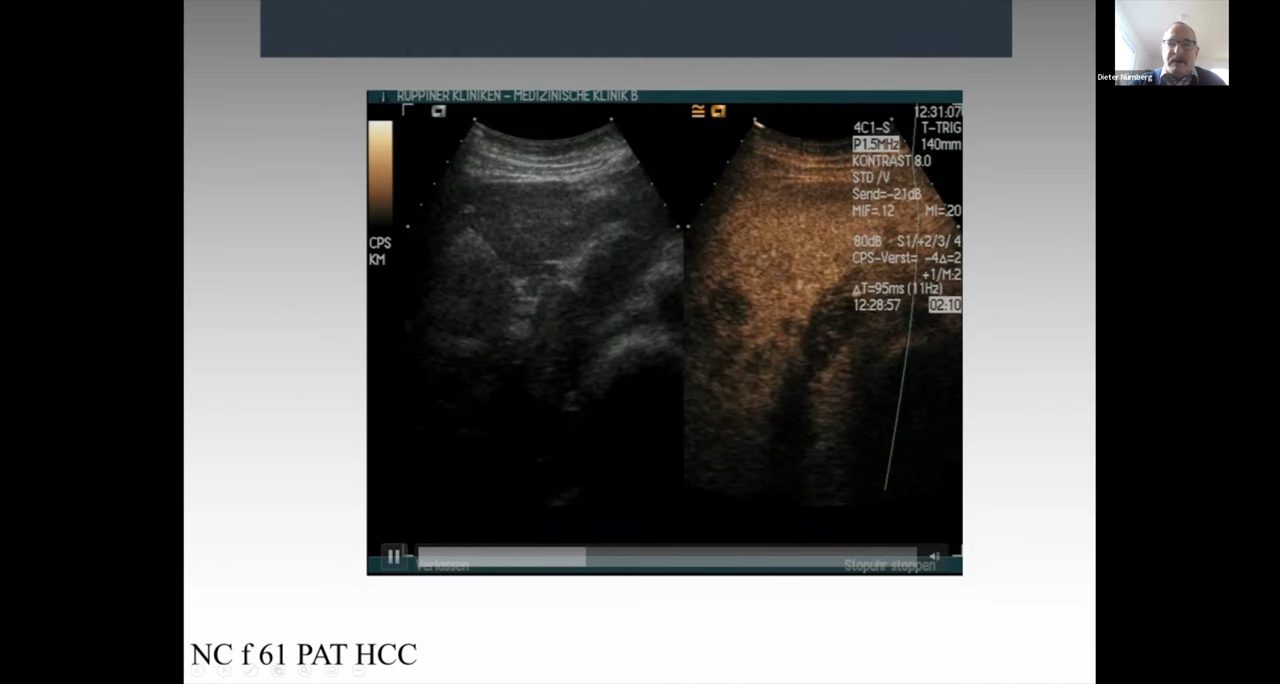 RUPPINER KLINIKEN - MEDIZINISCHE KLINIK B
12:31:07
4C1-S T-TRIG
P1.5MHz 140mm
KONTRAST 8.0
STD /V
Send=-21dB
MIF=.12 MI=.20
80dB S1/+2/3/ 4
CPS-Verst= -4Δ=2
+1/M:2
ΔT=95ms (11Hz)
12:28:57 02:10
CPS
KM
Verlassen Stopuhr stoppen
NC f 61 PAT HCC
Dieter Nürnberg